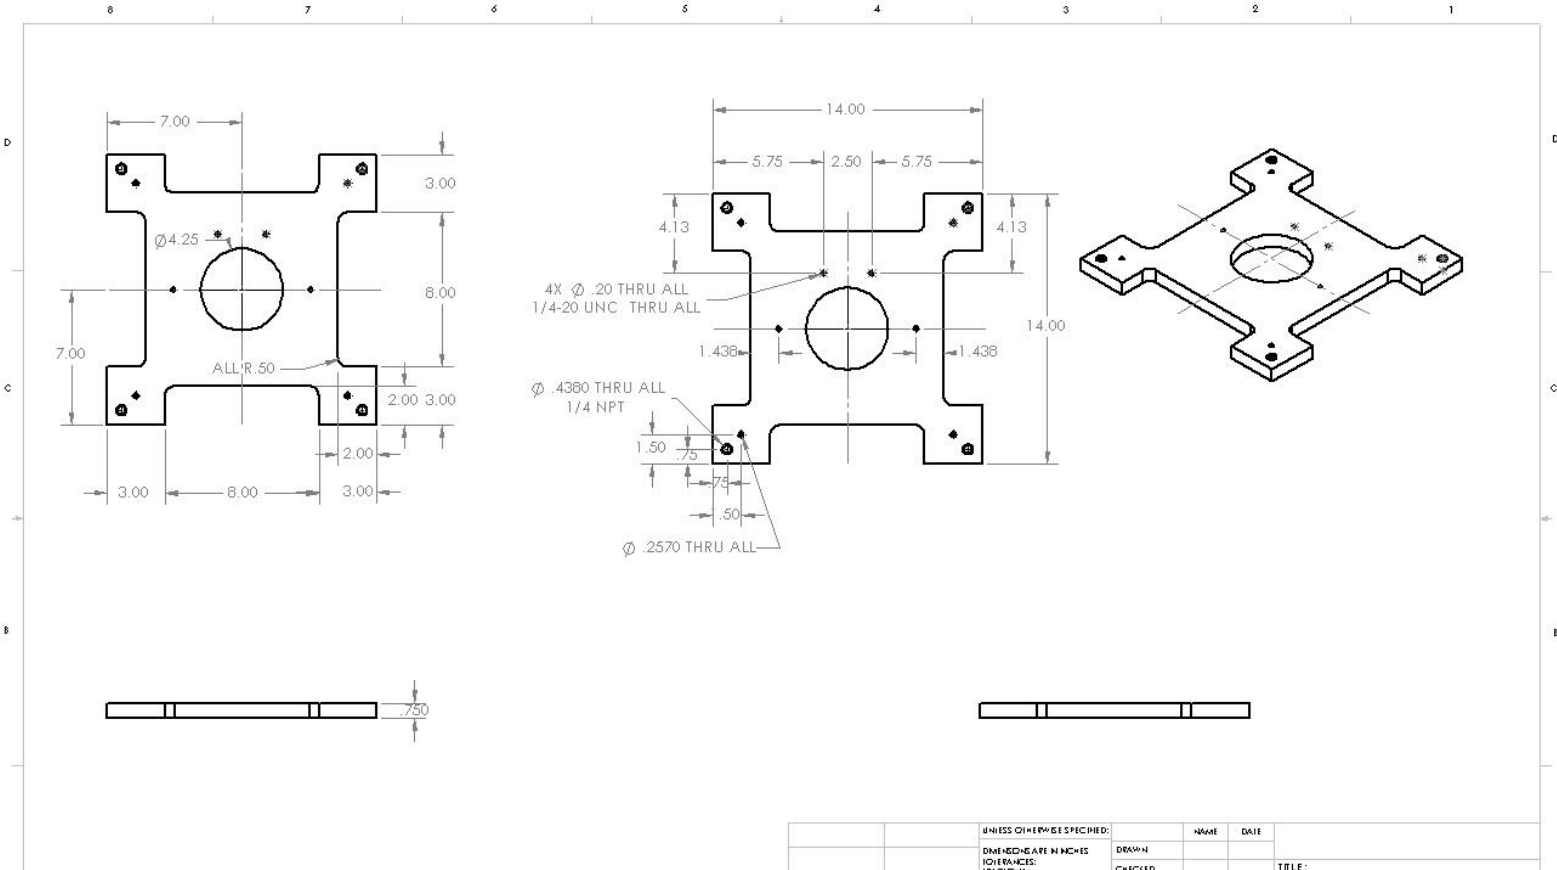 8 7 6 5 4 3 2 1
D
D
C
C
B
B
7.00
3.00
Ø4.25
8.00
7.00
ALL R.50
2.00 3.00
2.00
3.00 8.00 3.00
14.00
5.75 2.50 5.75
4.13 4.13
4X Ø .20 THRU ALL
1/4-20 UNC THRU ALL
14.00
1.438 1.438
Ø .4380 THRU ALL
1/4 NPT
1.50
.75
.75
.50
Ø .2570 THRU ALL
.750
UNLESS OTHERWISE SPECIFIED:
NAME DATE
DIMENSIONS ARE IN INCHES
DRAWN
TOLERANCES:
CHECKED
TITLE: